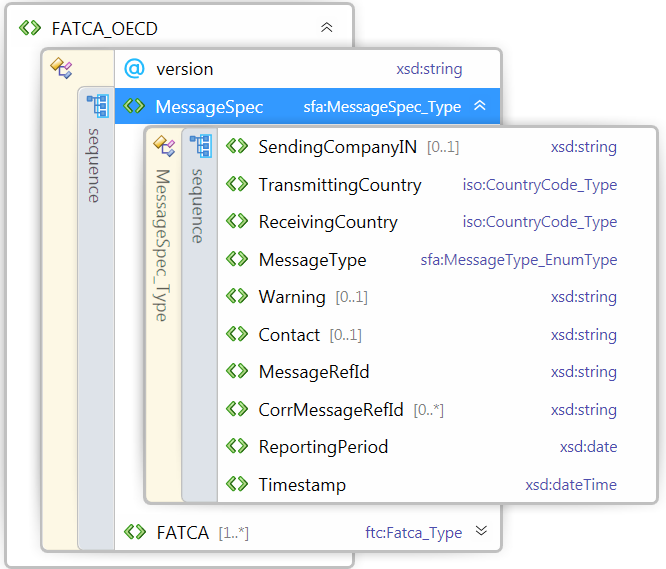 FATCA_OECD
version xsd:string
MessageSpec sfa:MessageSpec_Type
sequence
MessageSpec_Type
sequence
SendingCompanyIN [0..1] xsd:string
TransmittingCountry iso:CountryCode_Type
ReceivingCountry iso:CountryCode_Type
MessageType sfa:MessageType_EnumType
Warning [0..1] xsd:string
Contact [0..1] xsd:string
MessageRefId xsd:string
CorrMessageRefId [0..*] xsd:string
ReportingPeriod xsd:date
Timestamp xsd:dateTime
FATCA [1..*] ftc:Fatca_Type